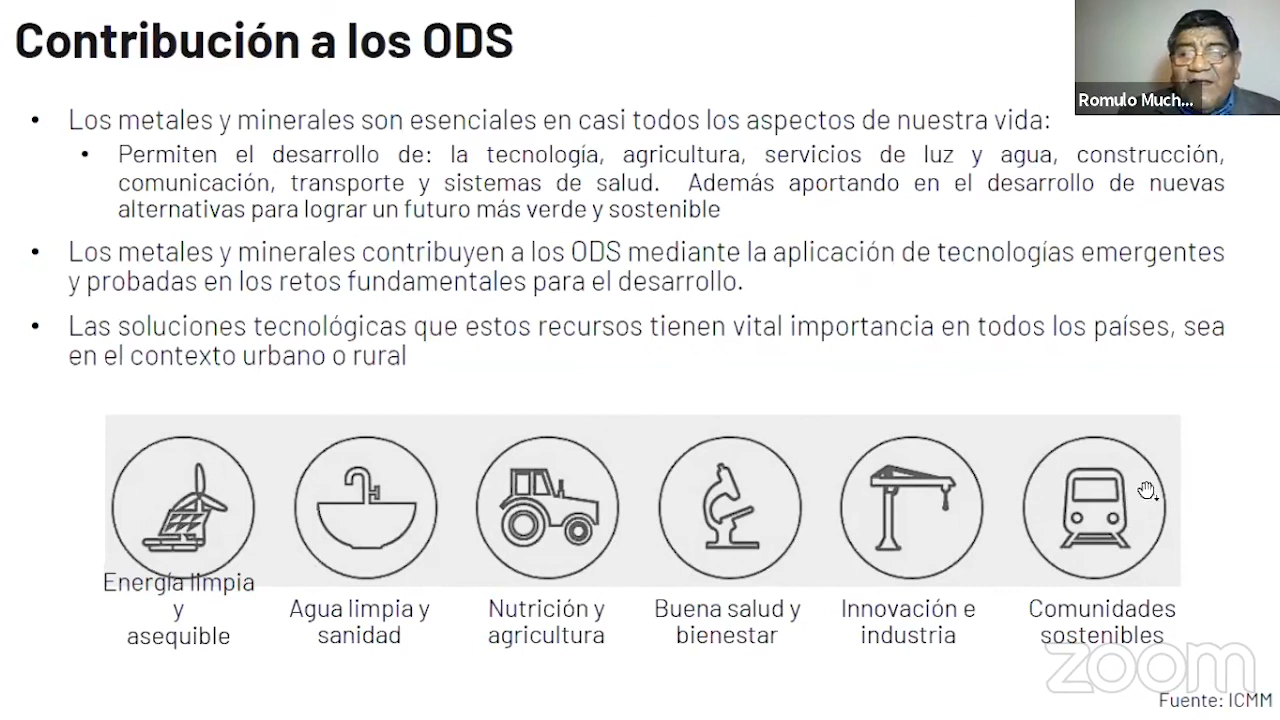 Contribución a los ODS
Romulo Much...
• Los metales y minerales son esenciales en casi todos los aspectos de nuestra vida:
• Permiten el desarrollo de: la tecnología, agricultura, servicios de luz y agua, construcción,
comunicación, transporte y sistemas de salud. Además aportando en el desarrollo de nuevas
alternativas para lograr un futuro más verde y sostenible
• Los metales y minerales contribuyen a los ODS mediante la aplicación de tecnologías emergentes
y probadas en los retos fundamentales para el desarrollo.
• Las soluciones tecnológicas que estos recursos tienen vital importancia en todos los países, sea
en el contexto urbano o rural
Energía limpia
y
asequible
Agua limpia y
sanidad
Nutrición y
agricultura
Buena salud y
bienestar
Innovación e
industria
Comunidades
sostenibles
zoom
Fuente: ICMM